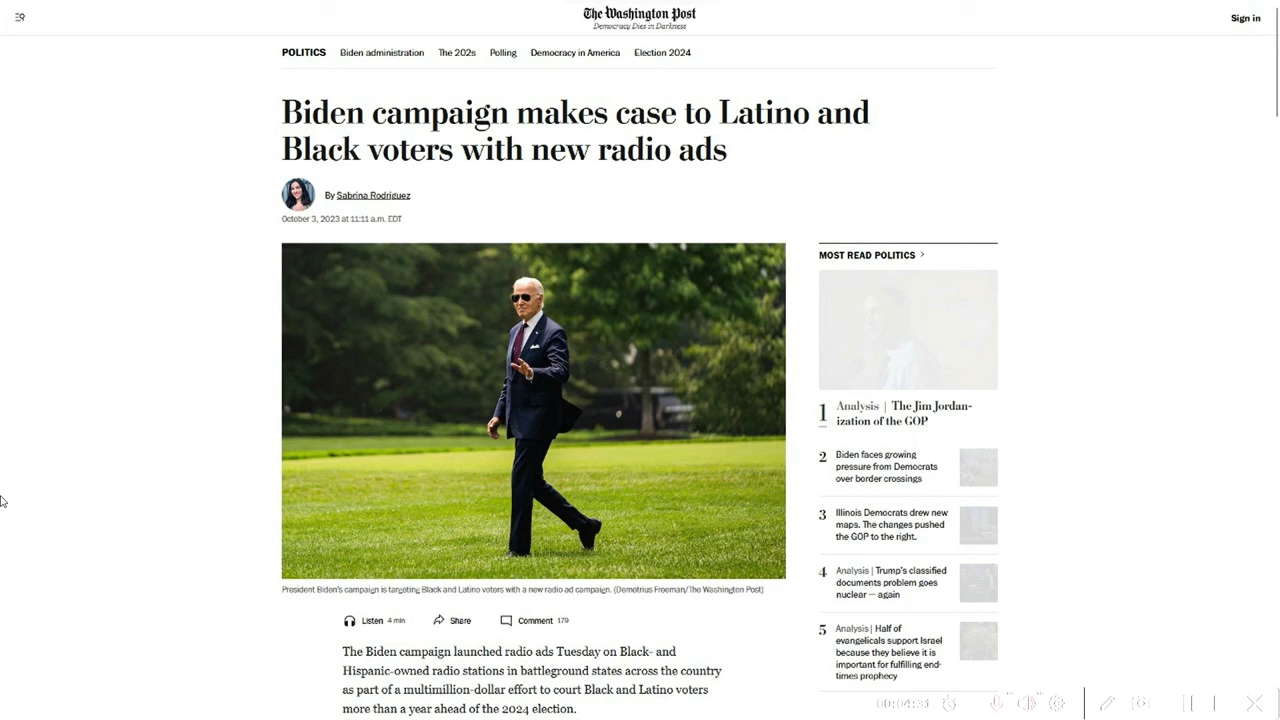 The Washington Post
Democracy Dies in Darkness
Sign in
POLITICS Biden administration The 202s Polling Democracy in America Election 2024
Biden campaign makes case to Latino and
Black voters with new radio ads
By Sabrina Rodriguez
October 3, 2023 at 11:11 a.m. EDT
President Biden's campaign is targeting Black and Latino voters with a new radio ad campaign. (Demetrius Freeman/The Washington Post)
Listen 4 min Share Comment 179
The Biden campaign launched radio ads Tuesday on Black- and
Hispanic-owned radio stations in battleground states across the country
as part of a multimillion-dollar effort to court Black and Latino voters
more than a year ahead of the 2024 election.
MOST READ POLITICS >
1 Analysis | The Jim Jordan-
ization of the GOP
2 Biden faces growing
pressure from Democrats
over border crossings
3 Illinois Democrats drew new
maps. The changes pushed
the GOP to the right.
4 Analysis | Trump's classified
documents problem goes
nuclear — again
5 Analysis | Half of
evangelicals support Israel
because they believe it is
important for fulfilling end-
times prophecy